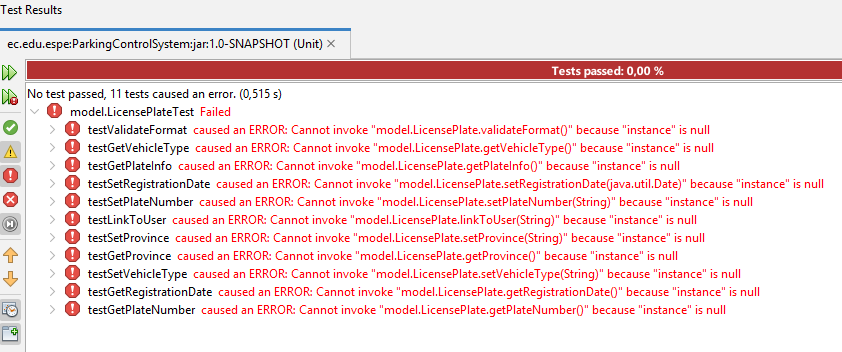 Test Results
ec.edu.espe:ParkingControlSystem:jar:1.0-SNAPSHOT (Unit) ×
Tests passed: 0,00 %
No test passed, 11 tests caused an error. (0,515 s)
model.LicensePlateTest Failed
testValidateFormat caused an ERROR: Cannot invoke "model.LicensePlate.validateFormat()" because "instance" is null
testGetVehicleType caused an ERROR: Cannot invoke "model.LicensePlate.getVehicleType()" because "instance" is null
testGetPlateInfo caused an ERROR: Cannot invoke "model.LicensePlate.getPlateInfo()" because "instance" is null
testSetRegistrationDate caused an ERROR: Cannot invoke "model.LicensePlate.setRegistrationDate(java.util.Date)" because "instance" is null
testSetPlateNumber caused an ERROR: Cannot invoke "model.LicensePlate.setPlateNumber(String)" because "instance" is null
testLinkToUser caused an ERROR: Cannot invoke "model.LicensePlate.linkToUser(String)" because "instance" is null
testSetProvince caused an ERROR: Cannot invoke "model.LicensePlate.setProvince(String)" because "instance" is null
testGetProvince caused an ERROR: Cannot invoke "model.LicensePlate.getProvince()" because "instance" is null
testSetVehicleType caused an ERROR: Cannot invoke "model.LicensePlate.setVehicleType(String)" because "instance" is null
testGetRegistrationDate caused an ERROR: Cannot invoke "model.LicensePlate.getRegistrationDate()" because "instance" is null
testGetPlateNumber caused an ERROR: Cannot invoke "model.LicensePlate.getPlateNumber()" because "instance" is null